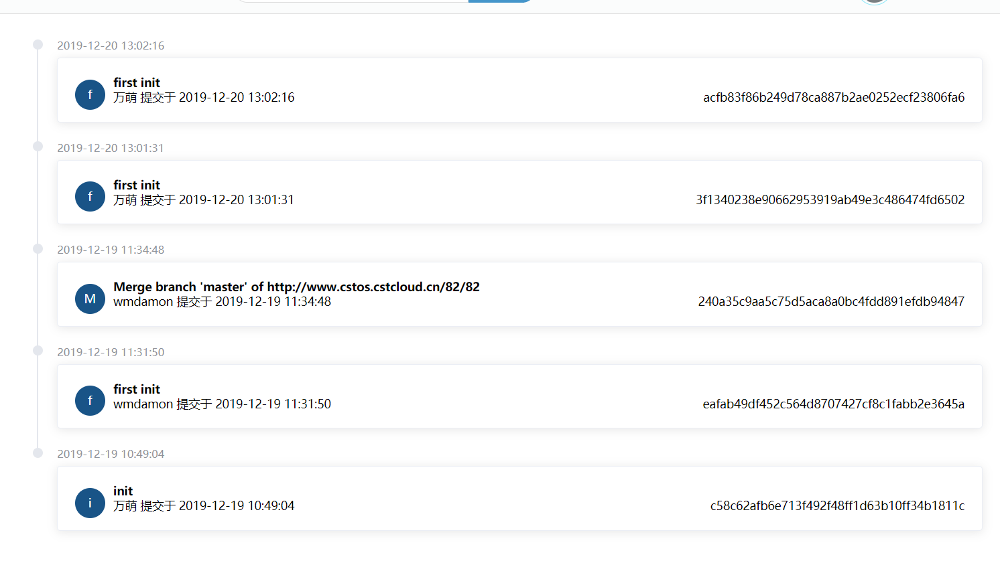 2019-12-20 13:02:16
f
first init
万萌 提交于 2019-12-20 13:02:16
acfb83f86b249d78ca887b2ae0252ecf23806fa6
2019-12-20 13:01:31
f
first init
万萌 提交于 2019-12-20 13:01:31
3f1340238e90662953919ab49e3c486474fd6502
2019-12-19 11:34:48
M
Merge branch 'master' of http://www.cstos.cstcloud.cn/82/82
wmdamon 提交于 2019-12-19 11:34:48
240a35c9aa5c75d5aca8a0bc4fdd891efdb94847
2019-12-19 11:31:50
f
first init
wmdamon 提交于 2019-12-19 11:31:50
eafab49df452c564d8707427cf8c1fabb2e3645a
2019-12-19 10:49:04
i
init
万萌 提交于 2019-12-19 10:49:04
c58c62afb6e713f492f48ff1d63b10ff34b1811c